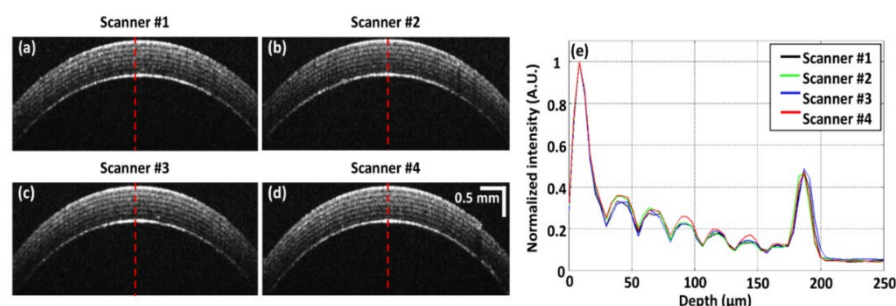 Scanner #1
Scanner #2
(a)
(b)
Scanner #3
Scanner #4
(c)
(d)
0.5 mm
(e)
Scanner #1
Scanner #2
Scanner #3
Scanner #4
Normalized intensity (A.U.)
1
0.8
0.6
0.4
0.2
0
0 50 100 150 200 250
Depth (μm)